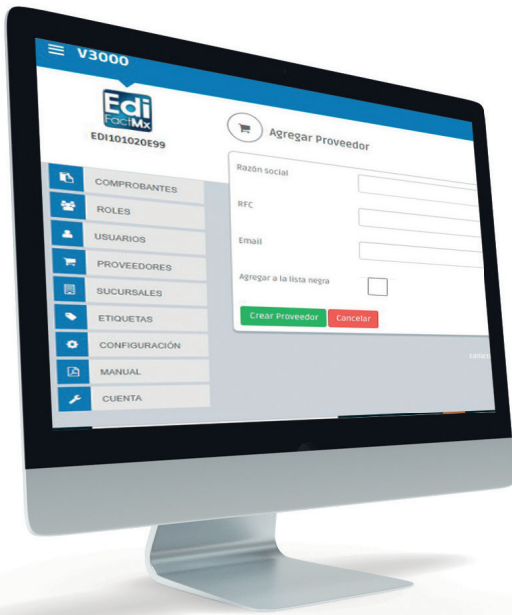 V3000
Edi
FactMx
EDI101020E99
COMPROBANTES
ROLES
USUARIOS
PROVEEDORES
SUCURSALES
ETIQUETAS
CONFIGURACIÓN
MANUAL
CUENTA
Agregar Proveedor
Razón social
RFC
Email
Agregar a la lista negra
Crear Proveedor
Cancelar